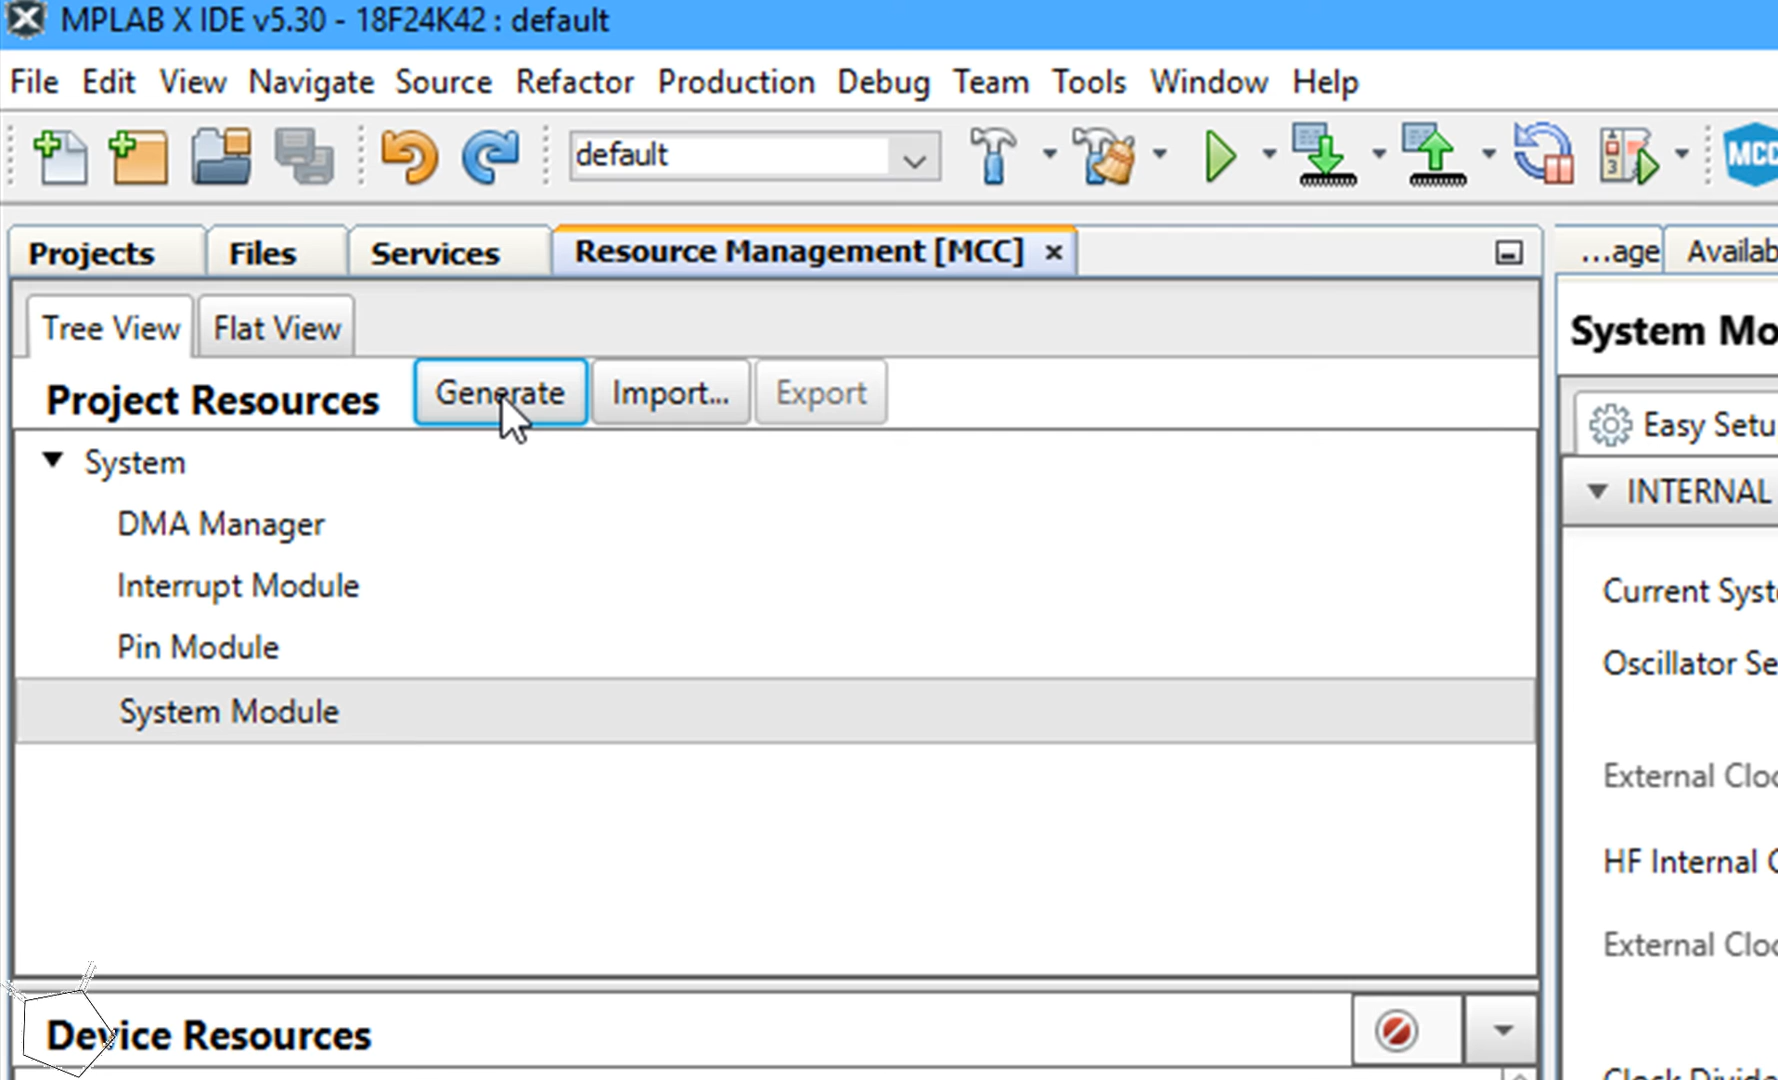 MPLAB X IDE v5.30 - 18F24K42 : default
File Edit View Navigate Source Refactor Production Debug Team Tools Window Help
default
MCC
Projects Files Services Resource Management [MCC] ×
...age Availab
Tree View Flat View
System Mo
Project Resources Generate Import... Export
Easy Setu
System
INTERNAL
DMA Manager
Interrupt Module
Current Syst
Pin Module
Oscillator Se
System Module
External Cloc
HF Internal
External Cloc
Device Resources
Clock Divide